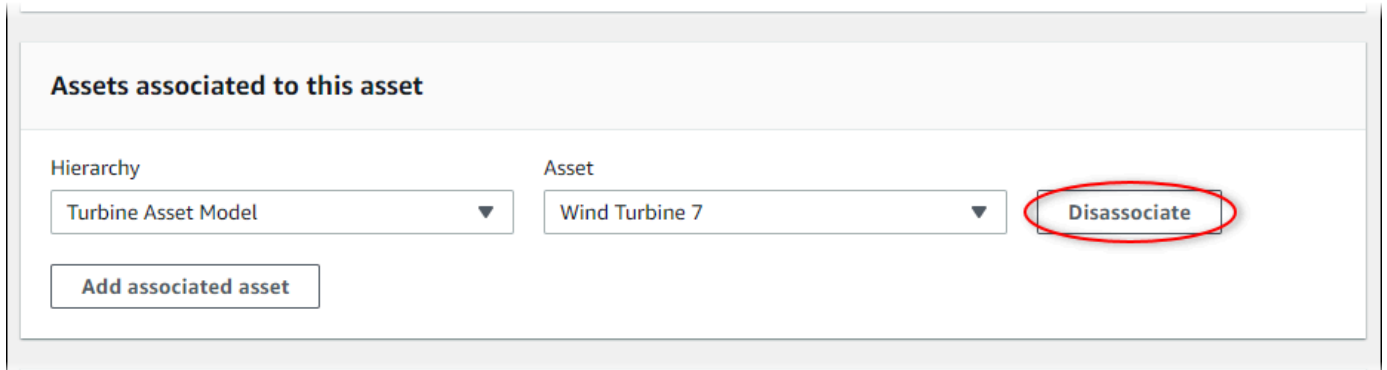 Assets associated to this asset
Hierarchy
Asset
Turbine Asset Model
Wind Turbine 7
Disassociate
Add associated asset